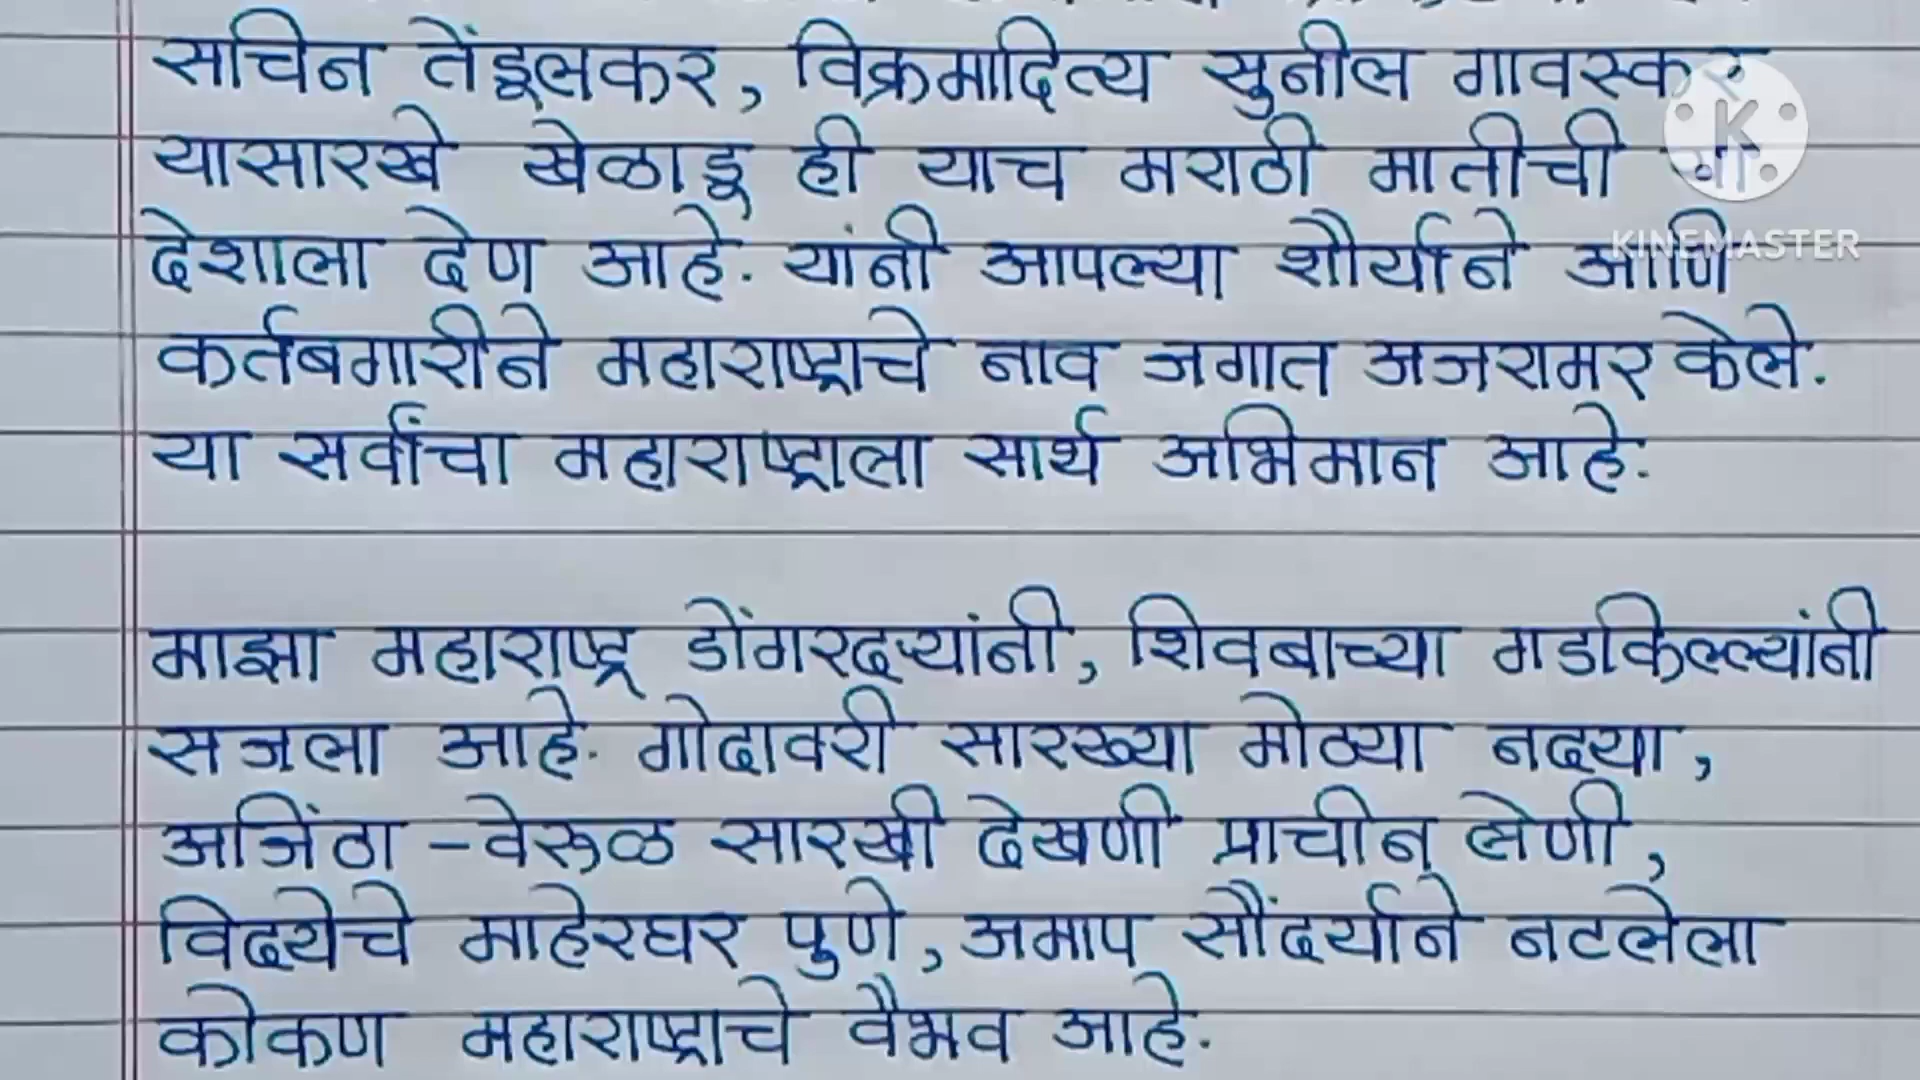 सचिन तेंडूलकर, विक्रमादित्य सुनील गावस्कर
यासारखे खेळाडू ही याच मराठी मातीची या
देशाला देण आहे. यांनी आपल्या शौर्याने आणि
कर्तबगारीने महाराष्ट्राचे नाव जगात अजरामर केले.
या सर्वांचा महाराष्ट्राला सार्थ अभिमान आहे.
माझा महाराष्ट्र डोंगरदऱ्यांनी, शिवबाच्या गडकिल्ल्यांनी
सजला आहे. गोदावरी सारख्या मोठ्या नदया,
अजिंठा -वेरूळ सारखी देखणी प्राचीन लेणी,
विदयेचे माहेरघर पुणे, अमाप सौंदर्याने नटलेला
कोकण महाराष्ट्राचे वैभव आहे.
K
KINEMASTER